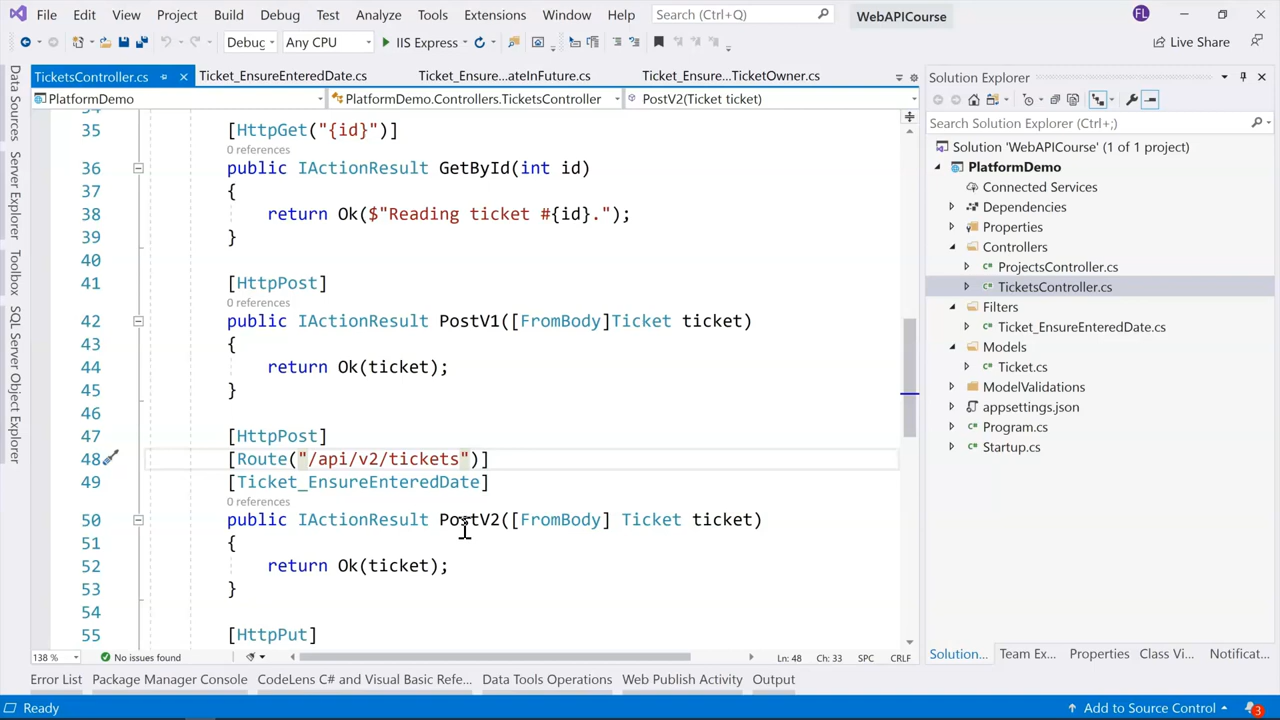 File Edit View Project Build Debug Test Analyze Tools Extensions Window Help Search (Ctrl+Q) WebAPICourse FL
Debug Any CPU IIS Express Live Share
TicketsController.cs Ticket_EnsureEnteredDate.cs Ticket_Ensure...ateInFuture.cs Ticket_Ensure...TicketOwner.cs
PlatformDemo PlatformDemo.Controllers.TicketsController PostV2(Ticket ticket)
Data Sources
Server Explorer
Toolbox
SQL Server Object Explorer
35 [HttpGet("{id}")]
0 references
36 public IActionResult GetById(int id)
37 {
38 return Ok($"Reading ticket #{id}.");
39 }
40
41 [HttpPost]
0 references
42 public IActionResult PostV1([FromBody]Ticket ticket)
43 {
44 return Ok(ticket);
45 }
46
47 [HttpPost]
48 [Route("/api/v2/tickets")]
49 [Ticket_EnsureEnteredDate]
0 references
50 public IActionResult PostV2([FromBody] Ticket ticket)
51 {
52 return Ok(ticket);
53 }
54
55 [HttpPut]
138 % No issues found Ln: 48 Ch: 33 SPC CRLF
Solution Explorer
Search Solution Explorer (Ctrl+;)
Solution 'WebAPICourse' (1 of 1 project)
PlatformDemo
Connected Services
Dependencies
Properties
Controllers
ProjectsController.cs
TicketsController.cs
Filters
Ticket_EnsureEnteredDate.cs
Models
Ticket.cs
ModelValidations
appsettings.json
Program.cs
Startup.cs
Solution... Team Ex... Properties Class Vi... Notificat...
Error List Package Manager Console CodeLens C# and Visual Basic Refe... Data Tools Operations Web Publish Activity Output
Ready Add to Source Control 3